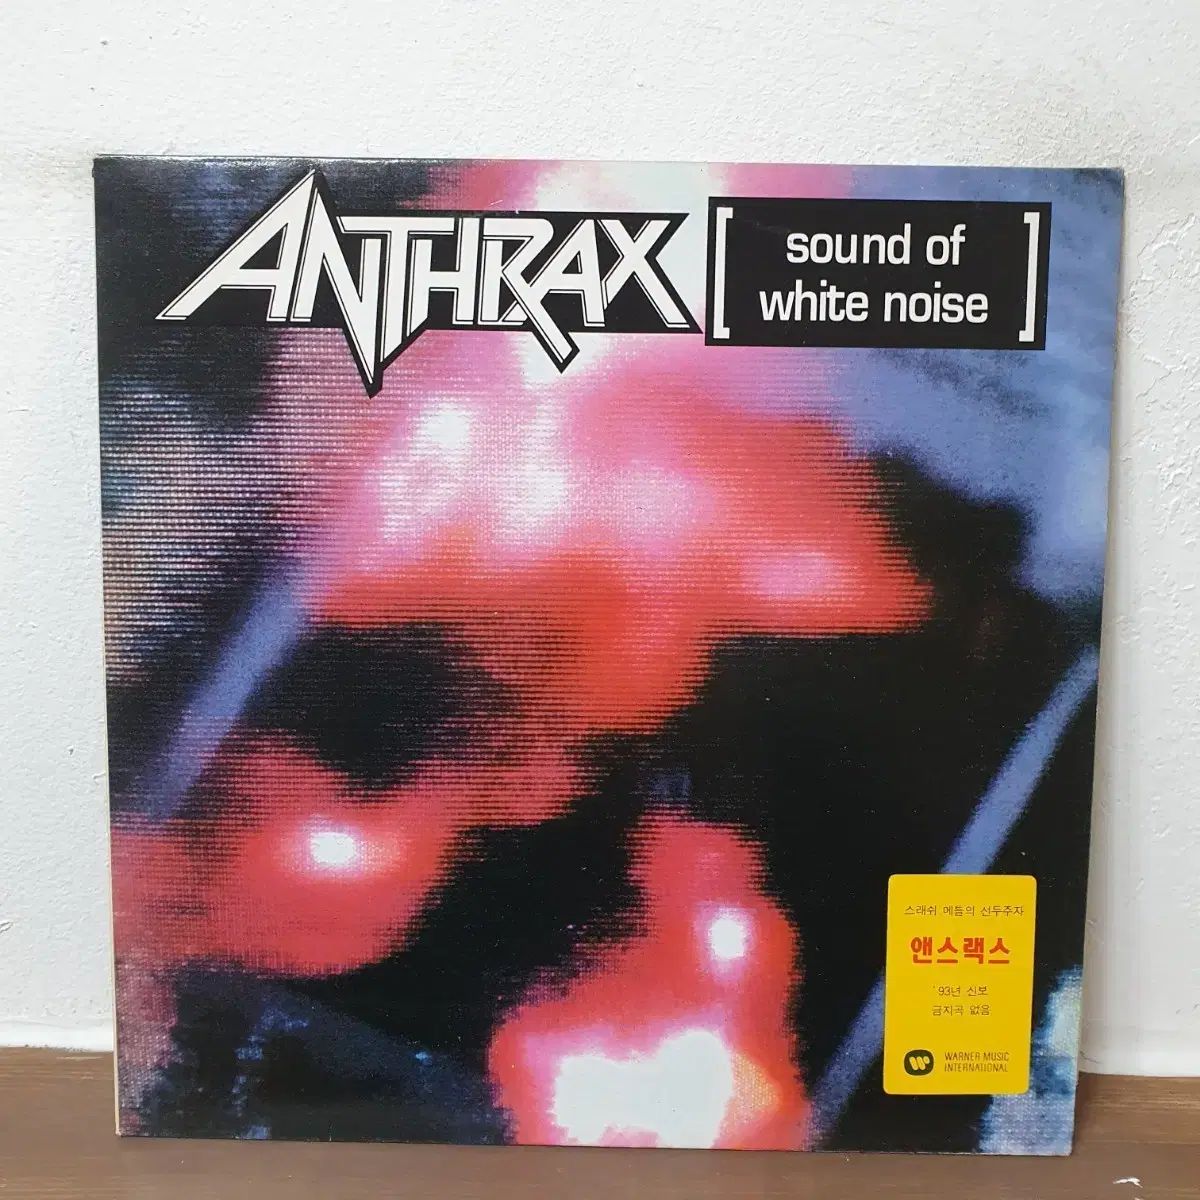 ANTHRAX
[ sound of
white noise ]
스래쉬 메틀의 선두주자
앤스랙스
'93년 신보
금지곡 없음
WARNER MUSIC
INTERNATIONAL